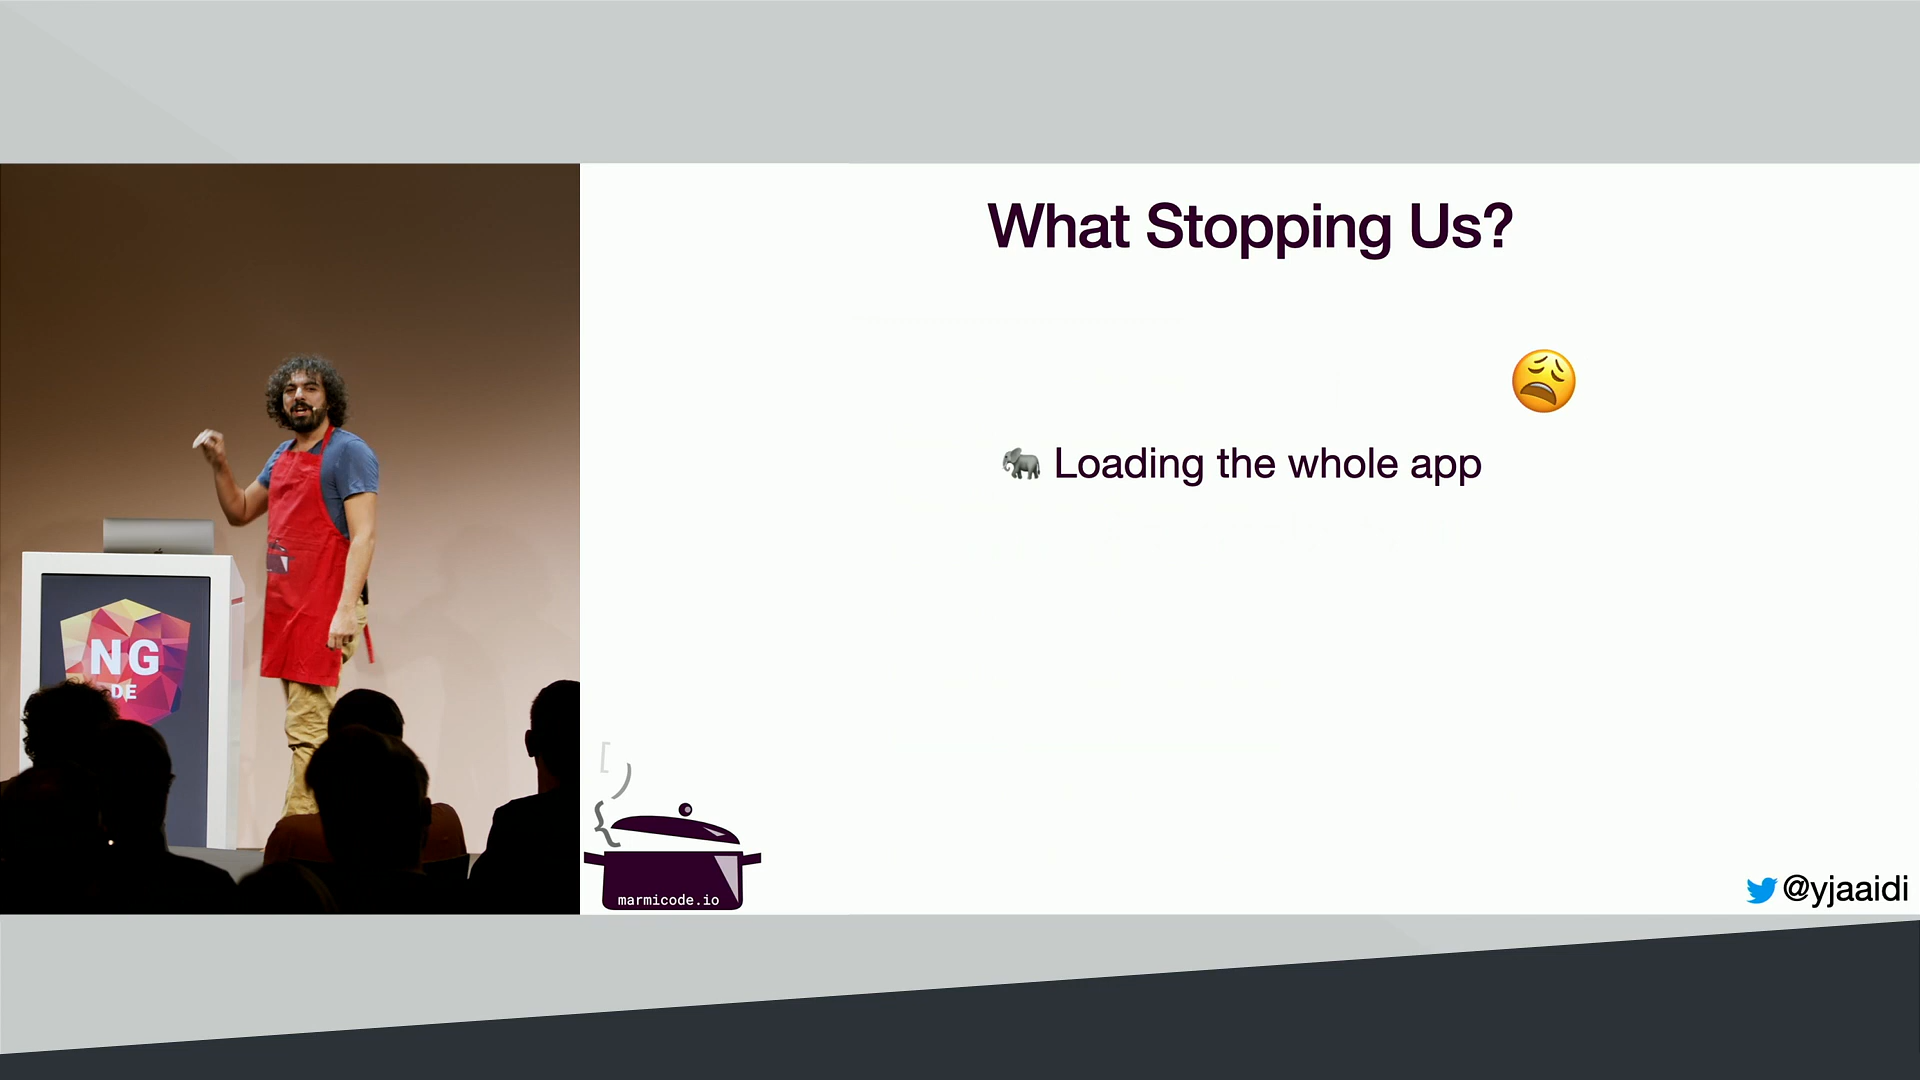 What Stopping Us?
😩
🐘 Loading the whole app
NG
DE
[
)
{
marmicode.io
@yjaaidi